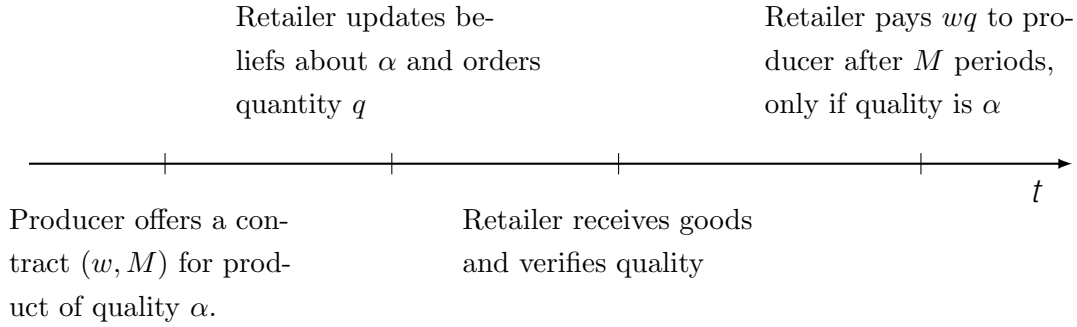 Retailer updates be-
liefs about α and orders
quantity q
Retailer pays wq to pro-
ducer after M periods,
only if quality is α
t
Producer offers a con-
tract (w, M) for prod-
uct of quality α.
Retailer receives goods
and verifies quality